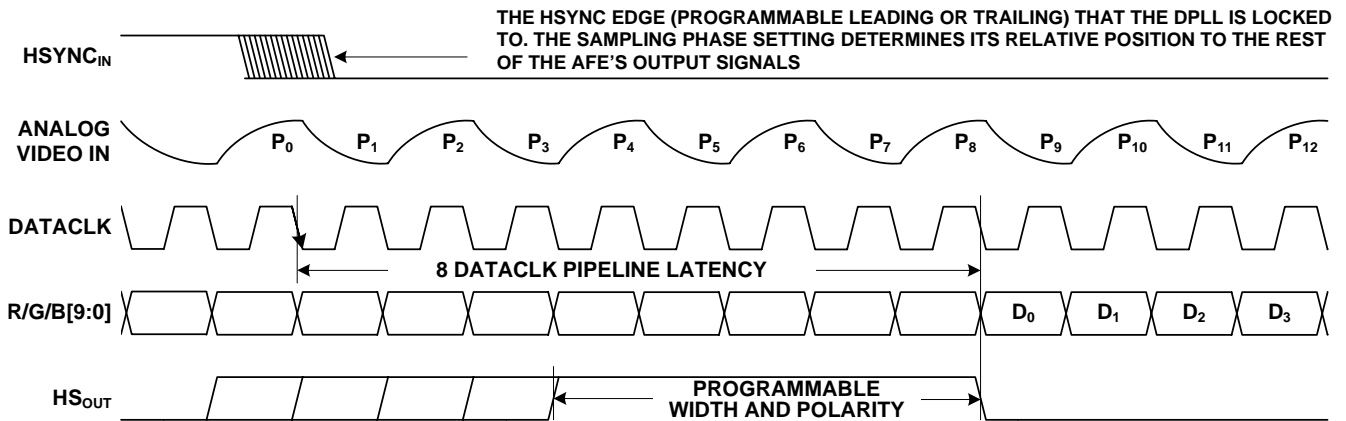 THE HSYNC EDGE (PROGRAMMABLE LEADING OR TRAILING) THAT THE DPLL IS LOCKED
TO. THE SAMPLING PHASE SETTING DETERMINES ITS RELATIVE POSITION TO THE REST
OF THE AFE'S OUTPUT SIGNALS
HSYNCIN
ANALOG
VIDEO IN
P0 P1 P2 P3 P4 P5 P6 P7 P8 P9 P10 P11 P12
DATACLK
8 DATACLK PIPELINE LATENCY
R/G/B[9:0]
D0 D1 D2 D3
HSOUT
PROGRAMMABLE
WIDTH AND POLARITY